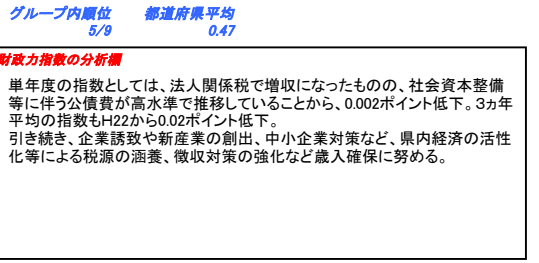 グループ内順位 都道府県平均
5/9 0.47
財政力指数の分析欄
単年度の指数としては、法人関係税で増収になったものの、社会資本整備
等に伴う公債費が高水準で推移していることから、0.002ポイント低下。3ヵ年
平均の指数もH22から0.02ポイント低下。
引き続き、企業誘致や新産業の創出、中小企業対策など、県内経済の活性
化等による税源の涵養、徴収対策の強化など歳入確保に努める。